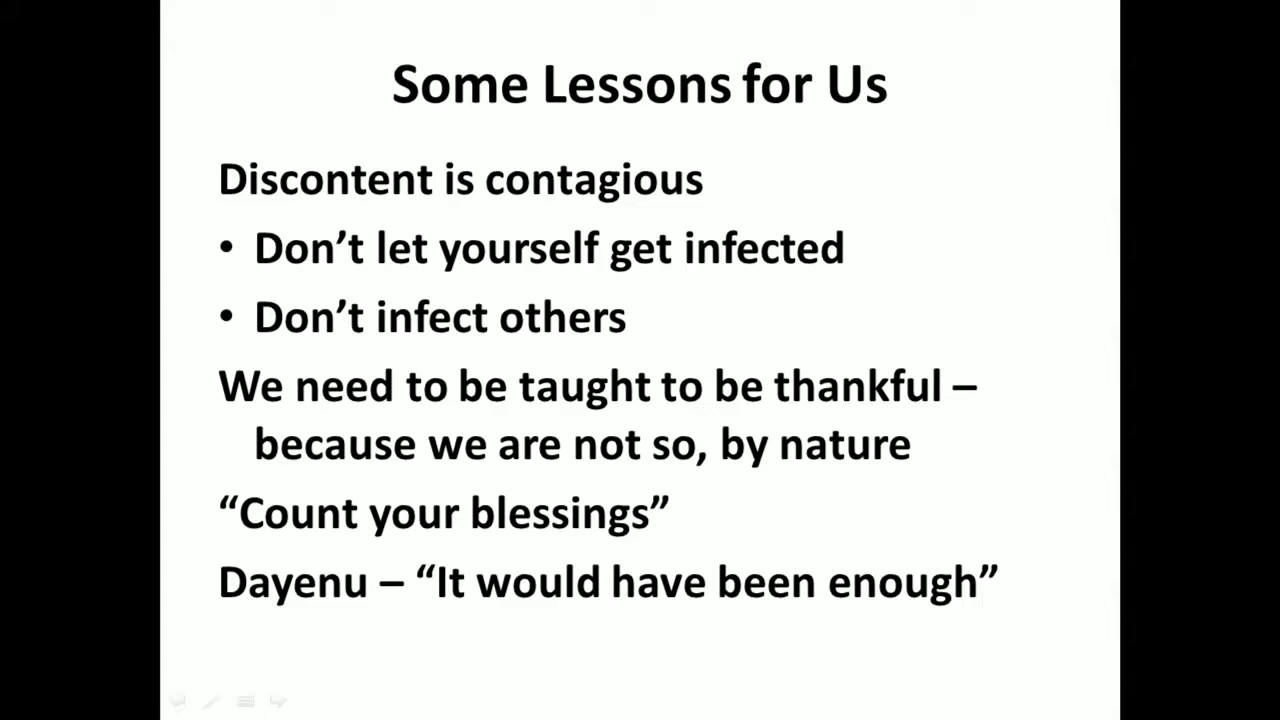 Some Lessons for Us
Discontent is contagious
• Don’t let yourself get infected
• Don’t infect others
We need to be taught to be thankful –
because we are not so, by nature
“Count your blessings”
Dayenu – “It would have been enough”